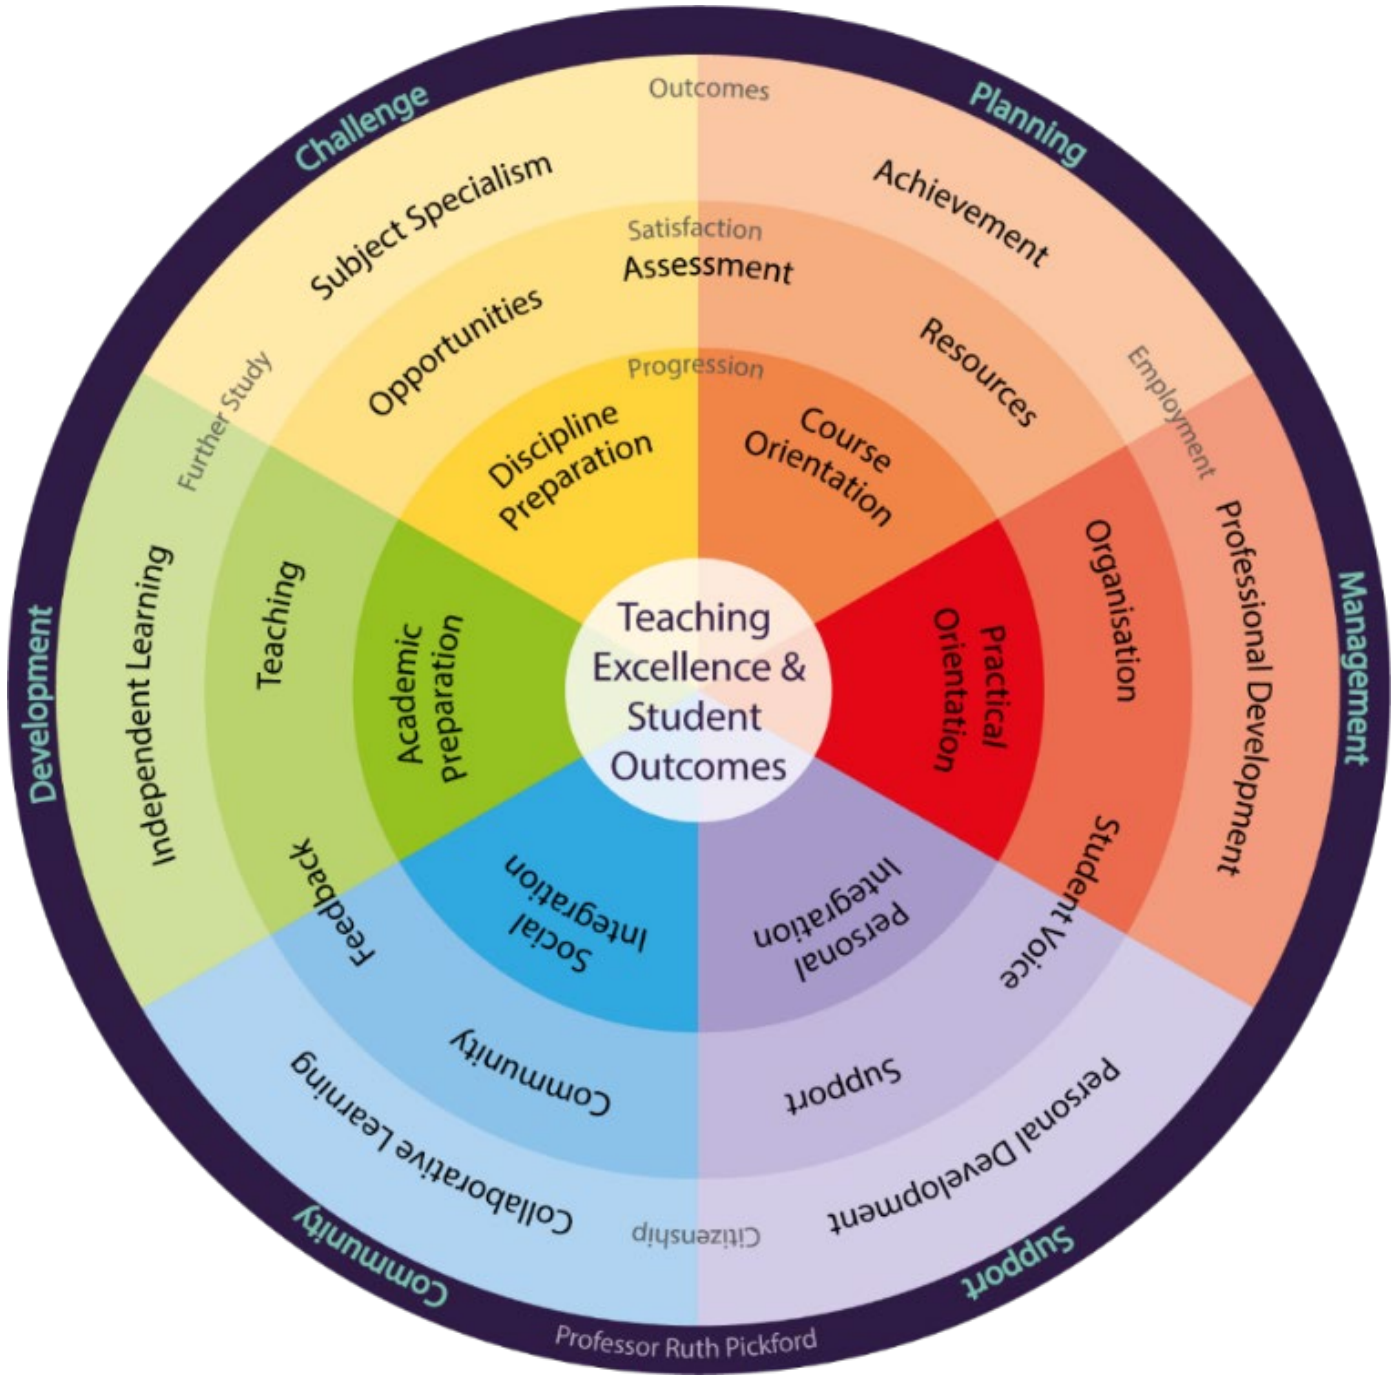 Challenge
Planning
Management
Support
Community
Development
Outcomes
Subject Specialism
Achievement
Employment
Professional Development
Personal Development
Citizenship
Collaborative Learning
Independent Learning
Further Study
Satisfaction
Assessment
Opportunities
Resources
Organisation
Student Voice
Support
Community
Feedback
Teaching
Progression
Discipline
Preparation
Course
Orientation
Practical
Orientation
Personal
Integration
Social
Integration
Academic
Preparation
Teaching
Excellence &
Student
Outcomes
Professor Ruth Pickford